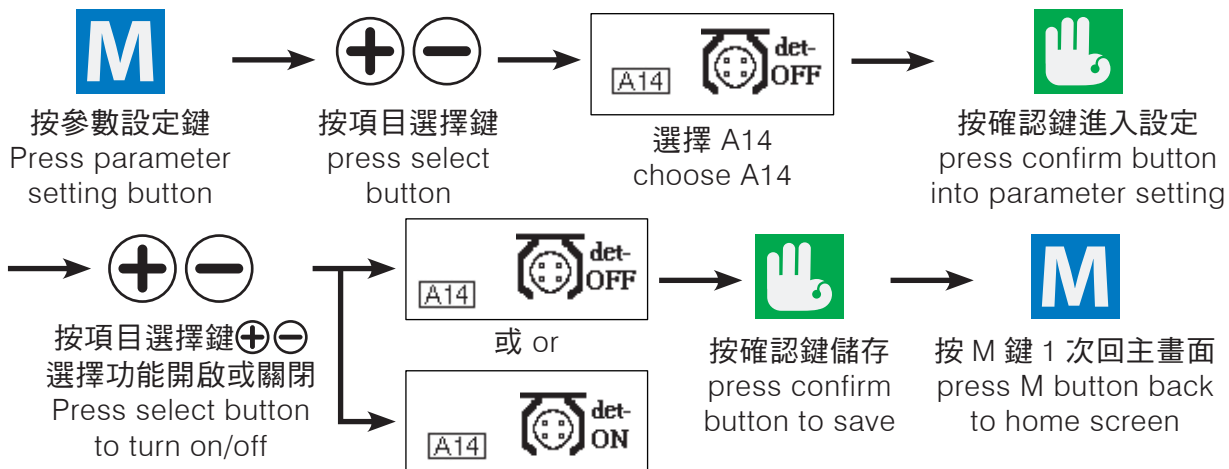 M
按參數設定鍵
Press parameter
setting button
按項目選擇鍵
press select
button
A14
det-
OFF
選擇 A14
choose A14
按確認鍵進入設定
press confirm button
into parameter setting
按項目選擇鍵⊕⊖
選擇功能開啟或關閉
Press select button
to turn on/off
A14
det-
OFF
或 or
A14
det-
ON
按確認鍵儲存
press confirm
button to save
M
按 M 鍵 1 次回主畫面
press M button back
to home screen